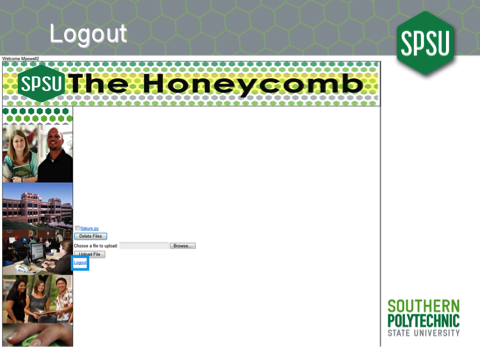 Logout
SPSU
Welcome Mpowell2
SPSU The Honeycomb
Delete Files
Choose a file to upload: Browse...
Upload File
Logout
SOUTHERN
POLYTECHNIC
STATE UNIVERSITY